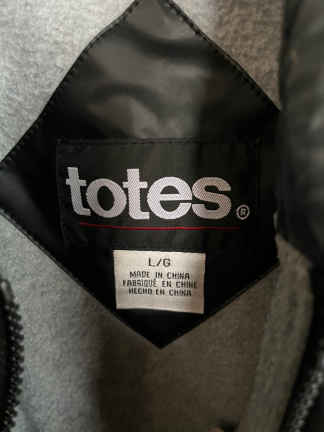 totes®
L/G
MADE IN CHINA
FABRIQUÉ EN CHINE
HECHO EN CHINA